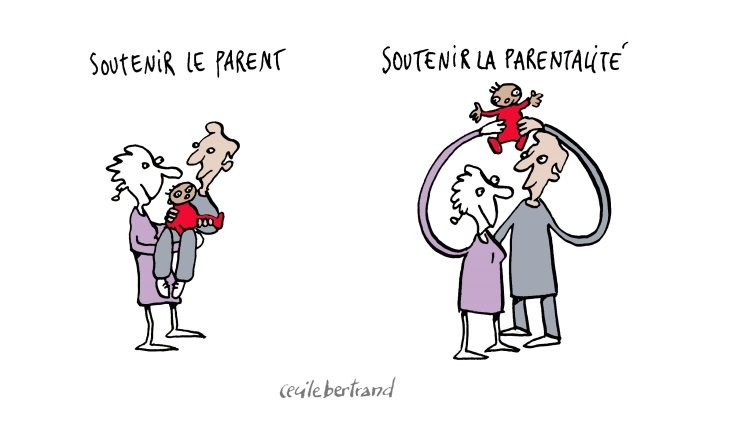 SOUTENIR LE PARENT
SOUTENIR LA PARENTALITÉ
cecilebertrand